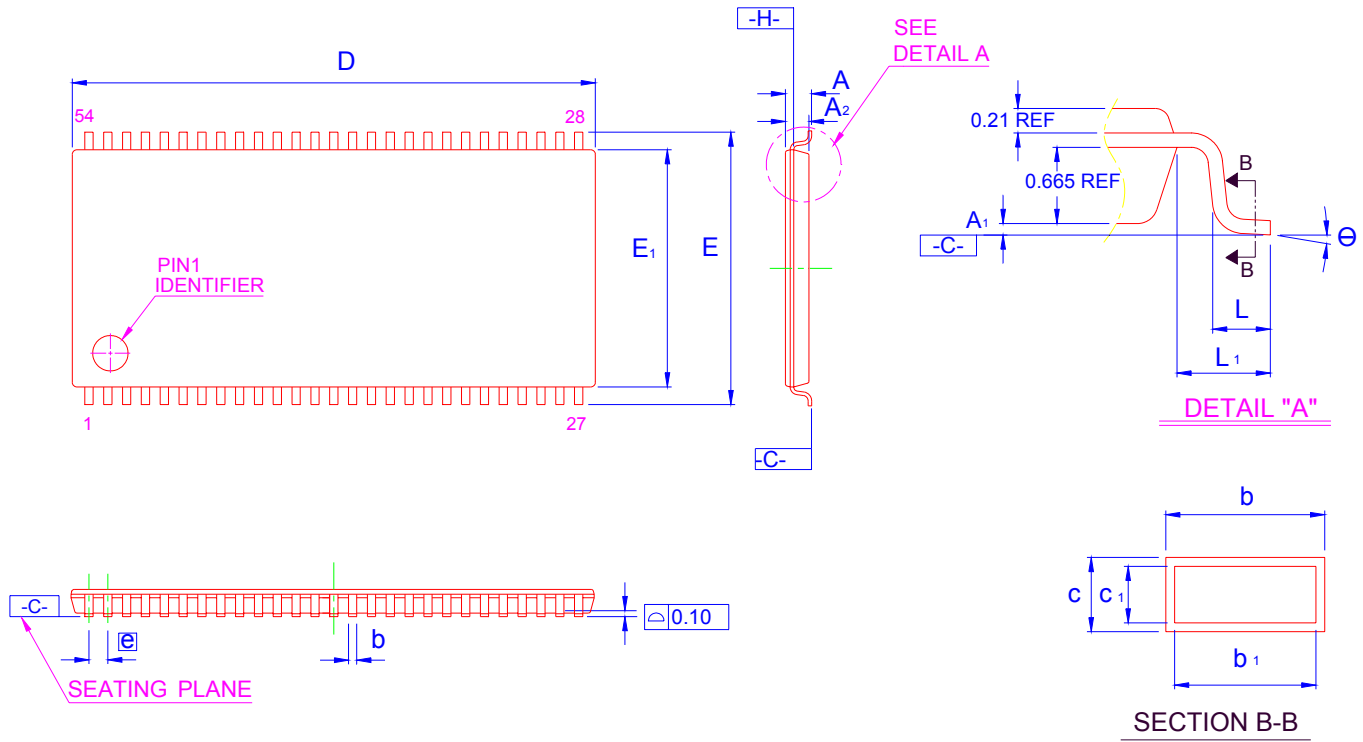 -H-
SEE
DETAIL A
D
A
A2
54
28
0.21 REF
0.665 REF
B
A1
-C-
Θ
B
E1
E
PIN1
IDENTIFIER
L
L1
1
27
DETAIL "A"
-C-
b
c
c1
b1
SECTION B-B
-C-
0.10
e
b
SEATING PLANE